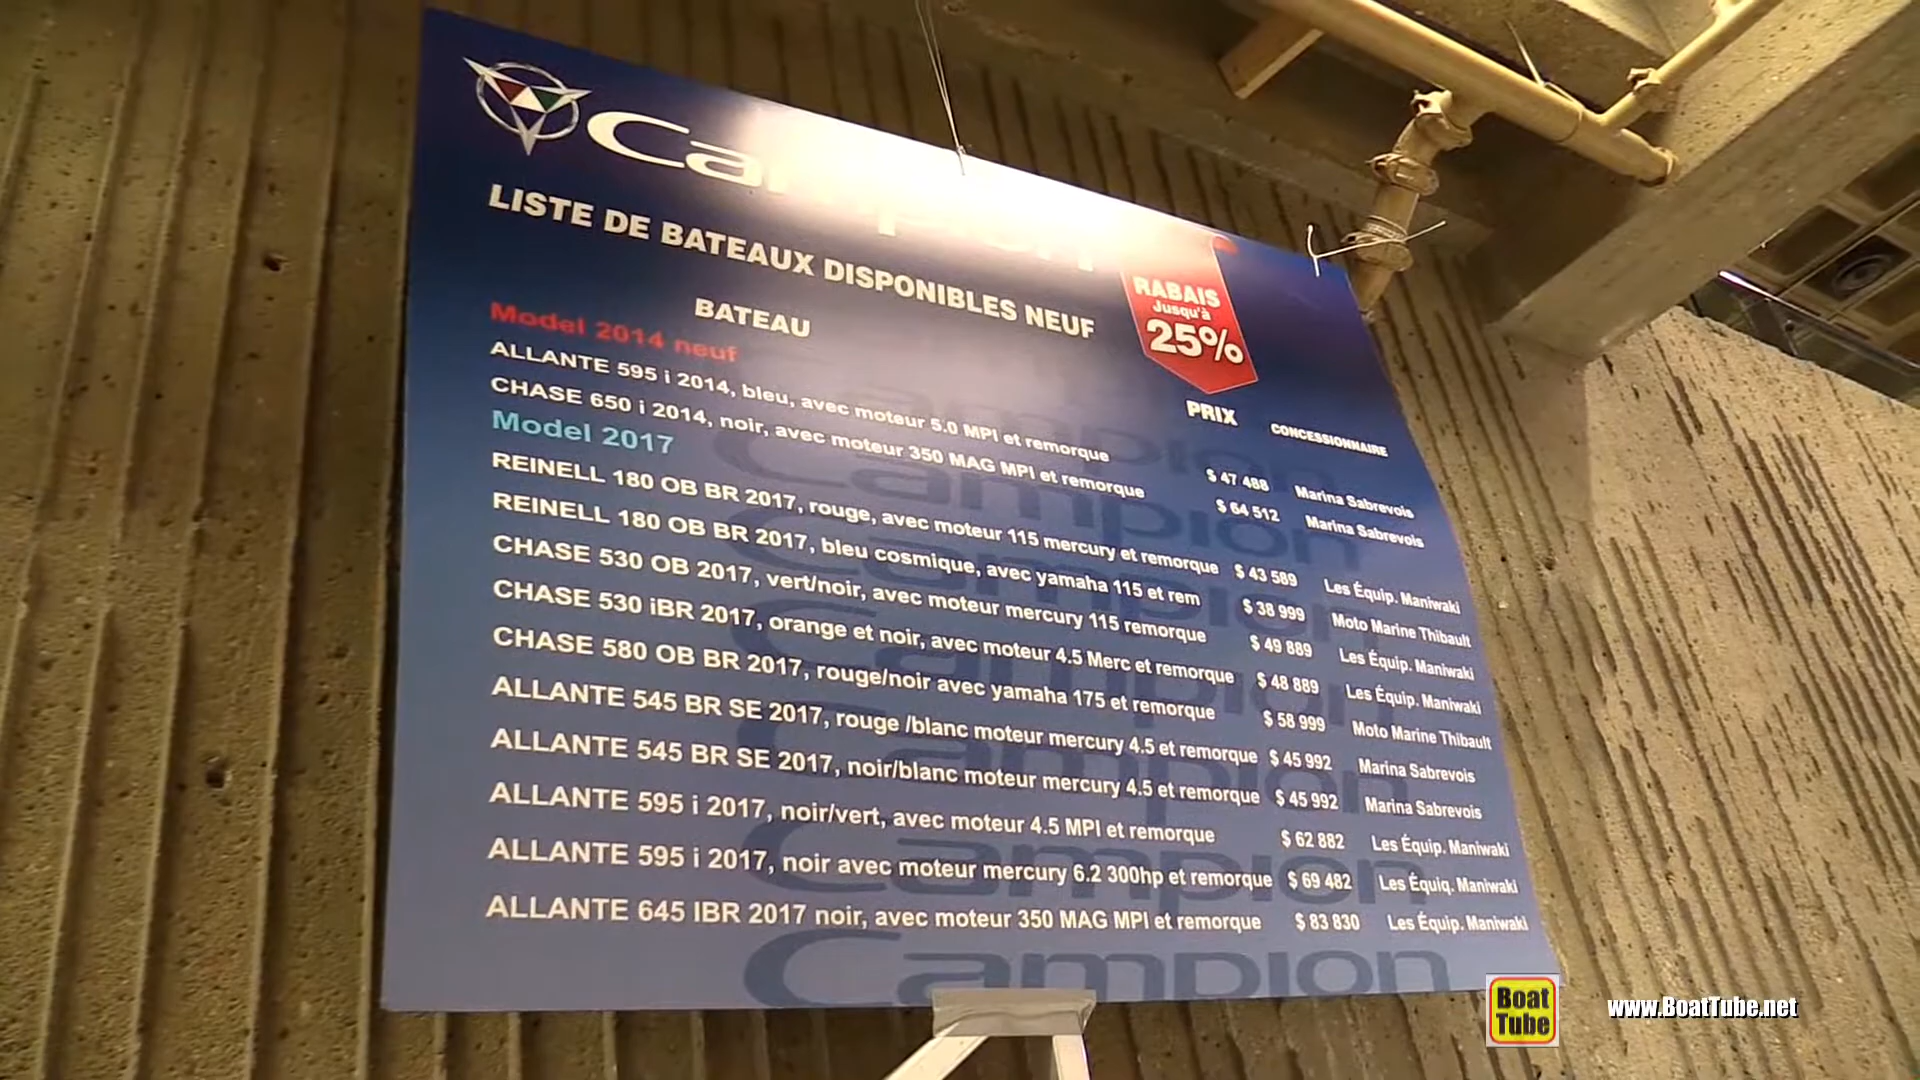 Campion
LISTE DE BATEAUX DISPONIBLES NEUF
RABAIS
Jusqu'à
25%
BATEAU PRIX CONCESSIONNAIRE
Model 2014 neuf
ALLANTE 595 i 2014, bleu, avec moteur 5.0 MPI et remorque $ 47 488 Marina Sabrevois
CHASE 650 i 2014, noir, avec moteur 350 MAG MPI et remorque $ 64 512 Marina Sabrevois
Model 2017
REINELL 180 OB BR 2017, rouge, avec moteur 115 mercury et remorque $ 43 589 Les Équip. Maniwaki
REINELL 180 OB BR 2017, bleu cosmique, avec yamaha 115 et rem $ 38 999 Moto Marine Thibault
CHASE 530 OB 2017, vert/noir, avec moteur mercury 115 remorque $ 49 889 Les Équip. Maniwaki
CHASE 530 iBR 2017, orange et noir, avec moteur 4.5 Merc et remorque $ 48 889 Les Équip. Maniwaki
CHASE 580 OB BR 2017, rouge/noir avec yamaha 175 et remorque $ 58 999 Moto Marine Thibault
ALLANTE 545 BR SE 2017, rouge /blanc moteur mercury 4.5 et remorque $ 45 992 Marina Sabrevois
ALLANTE 545 BR SE 2017, noir/blanc moteur mercury 4.5 et remorque $ 45 992 Marina Sabrevois
ALLANTE 595 i 2017, noir/vert, avec moteur 4.5 MPI et remorque $ 62 882 Les Équip. Maniwaki
ALLANTE 595 i 2017, noir avec moteur mercury 6.2 300hp et remorque $ 69 482 Les Équiq. Maniwaki
ALLANTE 645 IBR 2017 noir, avec moteur 350 MAG MPI et remorque $ 83 830 Les Équip. Maniwaki
Campion
Campion
Campion
Campion
Campion
Campion
Campion
Boat
Tube
www.BoatTube.net